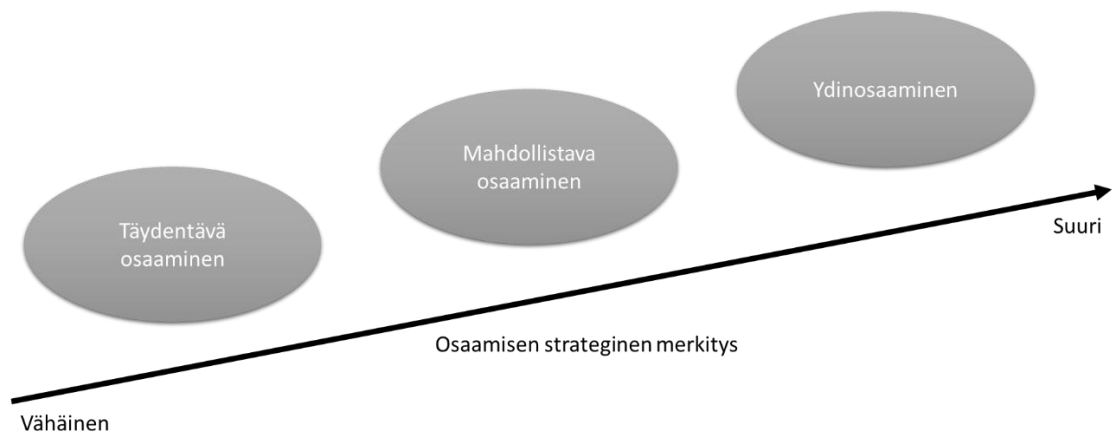 Ydinosaaminen
Mahdollistava
osaaminen
Täydentävä
osaaminen
Suuri
Osaamisen strateginen merkitys
Vähäinen